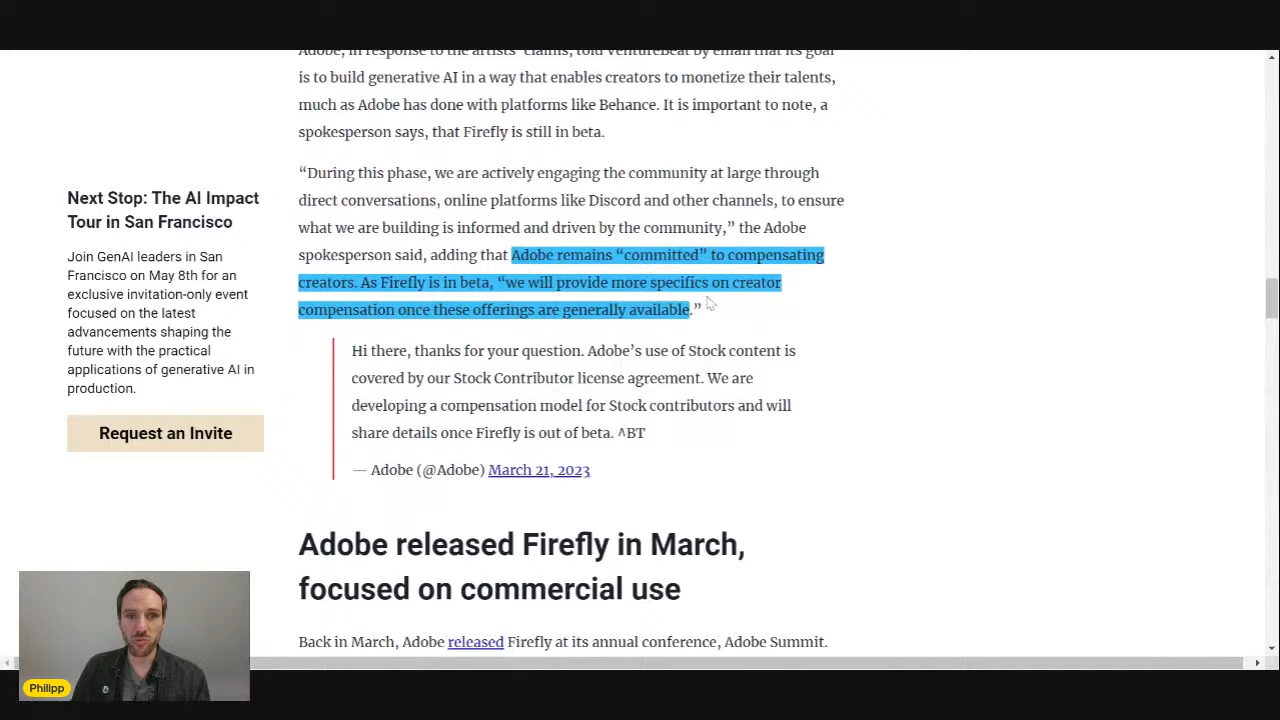 Adobe, in response to the artists' claims, told VentureBeat by email that its goal
is to build generative AI in a way that enables creators to monetize their talents,
much as Adobe has done with platforms like Behance. It is important to note, a
spokesperson says, that Firefly is still in beta.
“During this phase, we are actively engaging the community at large through
direct conversations, online platforms like Discord and other channels, to ensure
what we are building is informed and driven by the community,” the Adobe
spokesperson said, adding that Adobe remains “committed” to compensating
creators. As Firefly is in beta, “we will provide more specifics on creator
compensation once these offerings are generally available.”
Next Stop: The AI Impact
Tour in San Francisco
Join GenAI leaders in San
Francisco on May 8th for an
exclusive invitation-only event
focused on the latest
advancements shaping the
future with the practical
applications of generative AI in
production.
Request an Invite
Hi there, thanks for your question. Adobe’s use of Stock content is
covered by our Stock Contributor license agreement. We are
developing a compensation model for Stock contributors and will
share details once Firefly is out of beta. ^BT
— Adobe (@Adobe) March 21, 2023
Adobe released Firefly in March,
focused on commercial use
Back in March, Adobe released Firefly at its annual conference, Adobe Summit.
Philipp